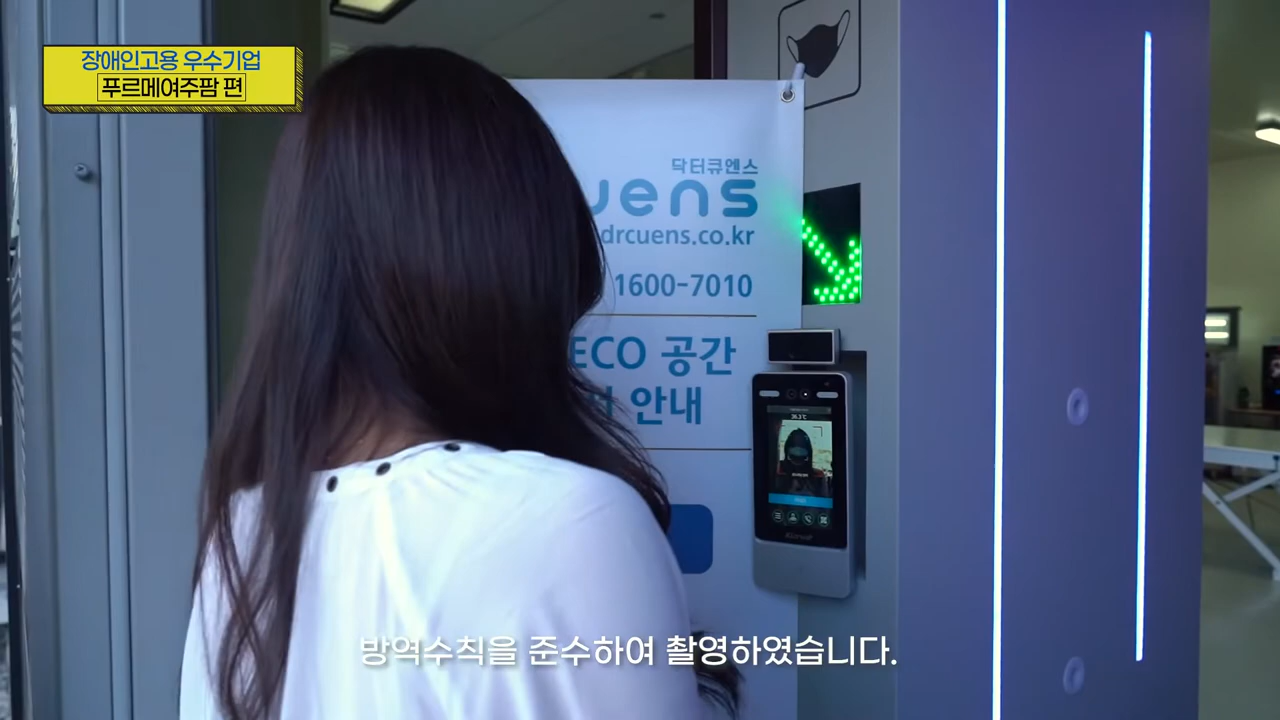 장애인고용 우수기업
푸르메여주팜 편
닥터큐엔스
uens
drcuens.co.kr
1600-7010
ECO 공간
안내
36.3℃
방역수칙을 준수하여 촬영하였습니다.